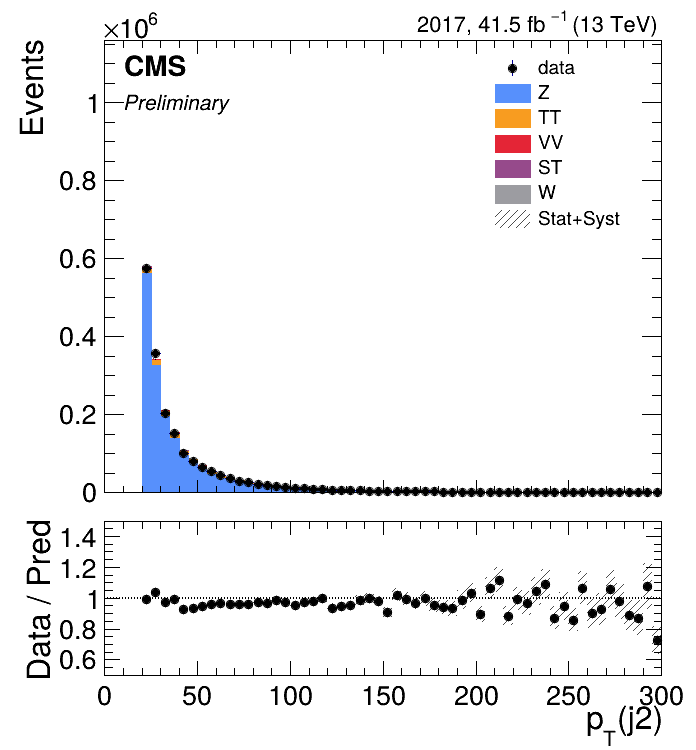 ×10⁶
2017, 41.5 fb⁻¹ (13 TeV)
CMS
Preliminary
Events
data
Z
TT
VV
ST
W
Stat+Syst
1
0.8
0.6
0.4
0.2
0
Data / Pred
1.4
1.2
1
0.8
0.6
0 50 100 150 200 250 300
p_T(j2)